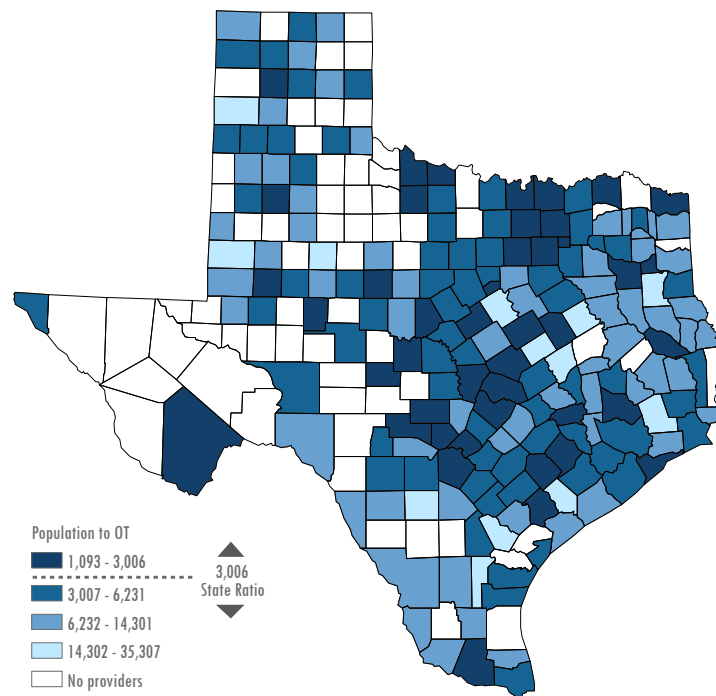 Population to OT
1,093 - 3,006
3,007 - 6,231
6,232 - 14,301
14,302 - 35,307
No providers
3,006
State Ratio